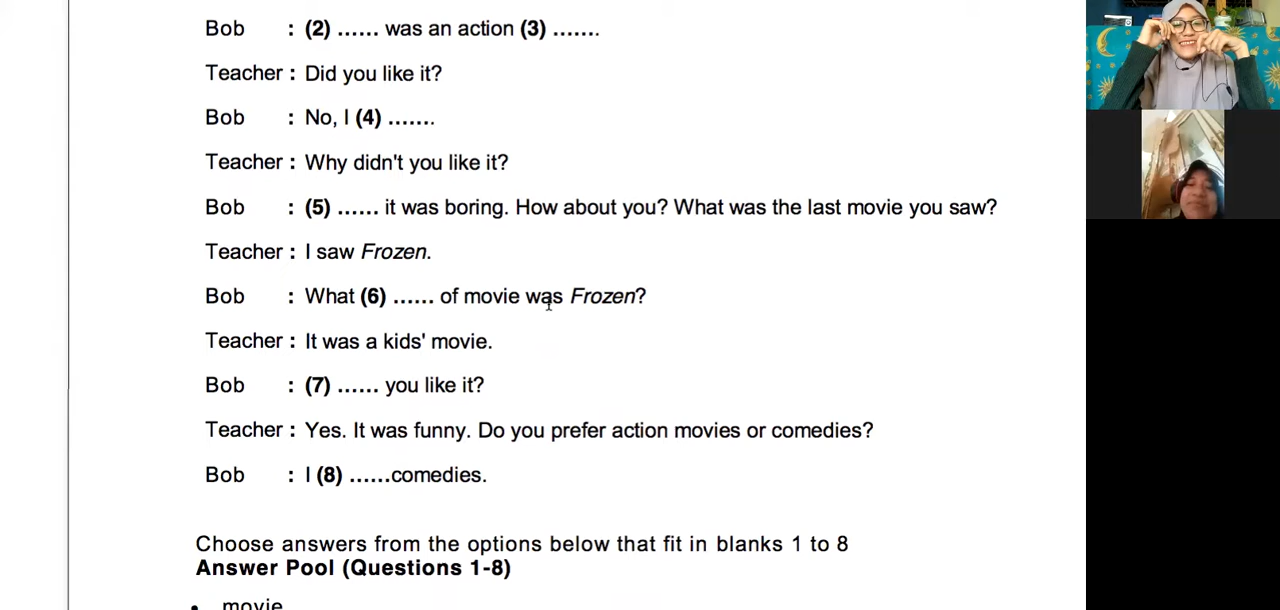 Bob : (2) ...... was an action (3) .......
Teacher : Did you like it?
Bob : No, I (4) .......
Teacher : Why didn't you like it?
Bob : (5) ...... it was boring. How about you? What was the last movie you saw?
Teacher : I saw Frozen.
Bob : What (6) ...... of movie was Frozen?
Teacher : It was a kids' movie.
Bob : (7) ...... you like it?
Teacher : Yes. It was funny. Do you prefer action movies or comedies?
Bob : I (8) ......comedies.
Choose answers from the options below that fit in blanks 1 to 8
Answer Pool (Questions 1-8)
• movie